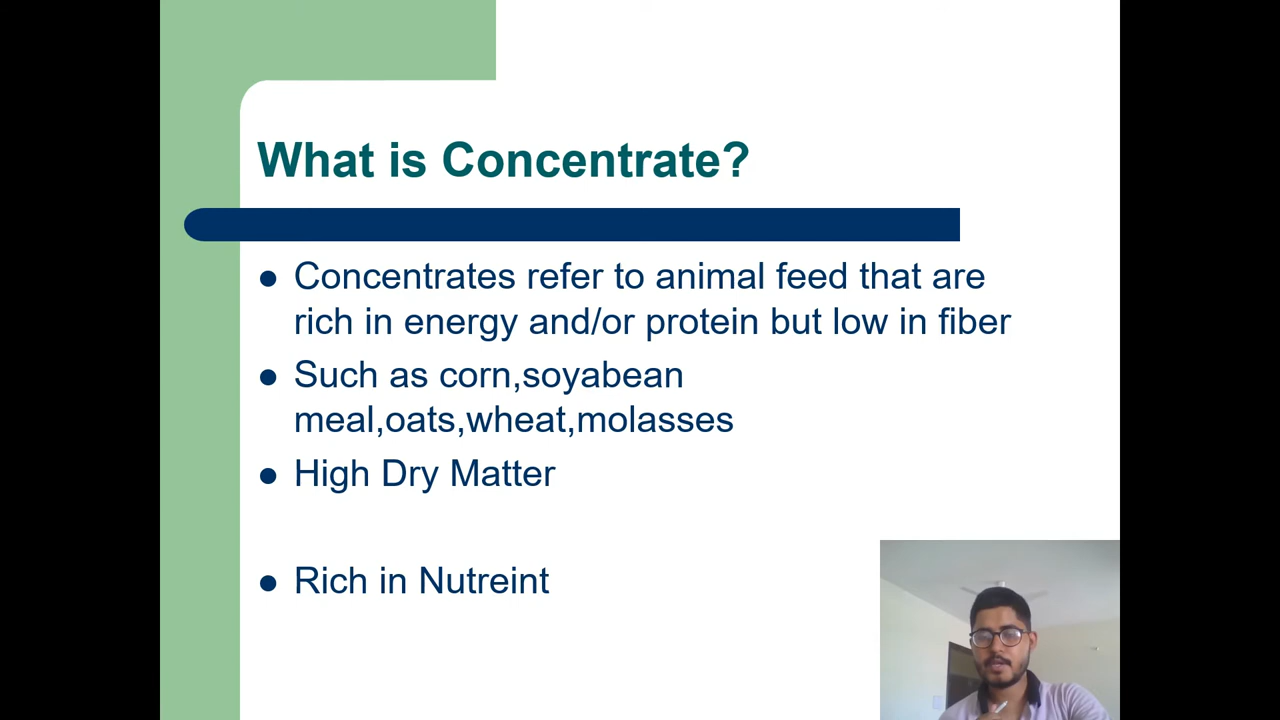 What is Concentrate?
Concentrates refer to animal feed that are
rich in energy and/or protein but low in fiber
Such as corn,soyabean
meal,oats,wheat,molasses
High Dry Matter
Rich in Nutreint